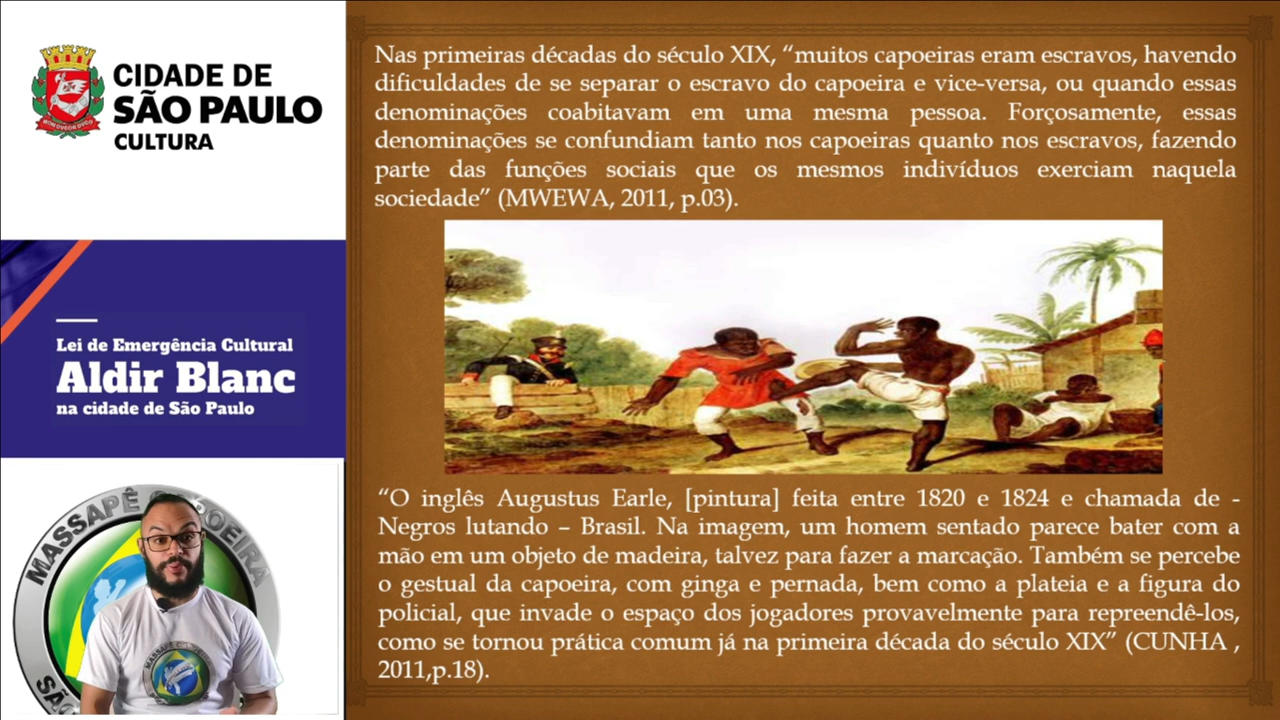 CIDADE DE
SÃO PAULO
CULTURA
Lei de Emergência Cultural
Aldir Blanc
na cidade de São Paulo
Nas primeiras décadas do século XIX, “muitos capoeiras eram escravos, havendo
dificuldades de se separar o escravo do capoeira e vice-versa, ou quando essas
denominações coabitavam em uma mesma pessoa. Forçosamente, essas
denominações se confundiam tanto nos capoeiras quanto nos escravos, fazendo
parte das funções sociais que os mesmos indivíduos exerciam naquela
sociedade” (MWEWA, 2011, p.03).
“O inglês Augustus Earle, [pintura] feita entre 1820 e 1824 e chamada de -
Negros lutando – Brasil. Na imagem, um homem sentado parece bater com a
mão em um objeto de madeira, talvez para fazer a marcação. Também se percebe
o gestual da capoeira, com ginga e pernada, bem como a plateia e a figura do
policial, que invade o espaço dos jogadores provavelmente para repreendê-los,
como se tornou prática comum já na primeira década do século XIX” (CUNHA ,
2011,p.18).
MASSAPÊ